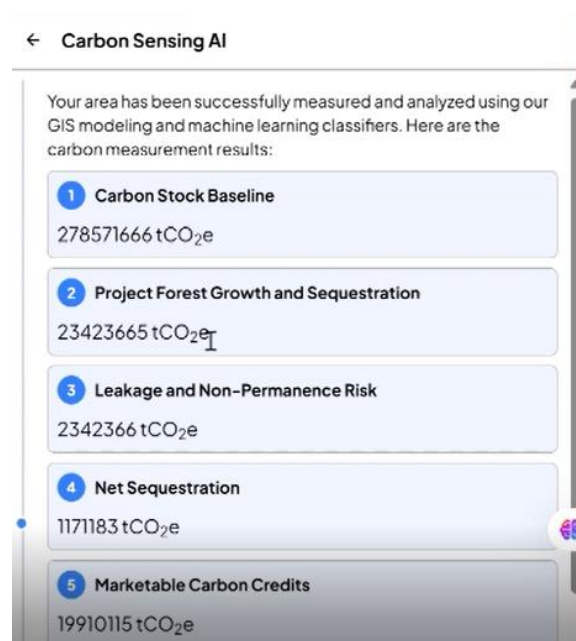 Carbon Sensing AI
Your area has been successfully measured and analyzed using our
GIS modeling and machine learning classifiers. Here are the
carbon measurement results:
1 Carbon Stock Baseline
278571666 tCO₂e
2 Project Forest Growth and Sequestration
23423665 tCO₂e
3 Leakage and Non-Permanence Risk
2342366 tCO₂e
4 Net Sequestration
1171183 tCO₂e
5 Marketable Carbon Credits
19910115 tCO₂e